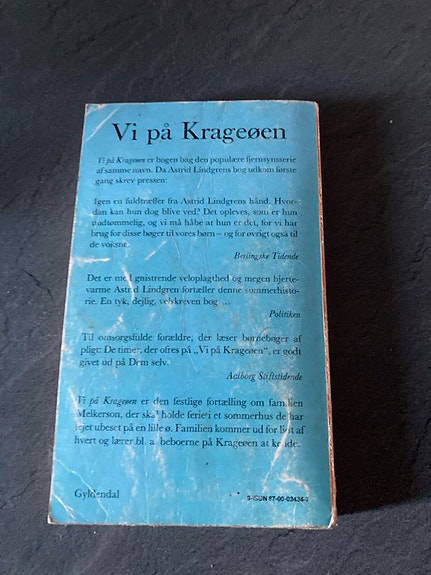 Vi på Krageøen
Vi på Krageøen er bogen bag den populære fjernsynsserie
af samme navn. Da Astrid Lindgrens bog udkom første
gang skrev pressen:
Igen en fuldtræffer fra Astrid Lindgrens hånd. Hvor-
dan kan hun dog blive ved? Det opleves, som er hun
uudtømmelig, og vi må håbe at hun er det, for vi har
brug for disse bøger til vores børn – og for øvrigt også til
de voksne.
Berlingske Tidende
Det er med gnistrende veloplagthed og megen hjerte-
varme Astrid Lindgren fortæller denne sommerhisto-
rie. En tyk, dejlig, velskreven bog ...
Politiken
Til omsorgsfulde forældre, der læser børnebøger af
pligt: De timer, der ofres på „Vi på Krageøen“, er godt
givet ud på Dem selv.
Aalborg Stiftstidende
Vi på Krageøen er den festlige fortælling om familien
Melkerson, der skal holde ferie i et sommerhus de har
lejet ubeset på en lille ø. Familien kommer ud for lidt af
hvert og lærer bl. a. beboerne på Krageøen at kende.
Gyldendal
ISBN 87-00-03434-